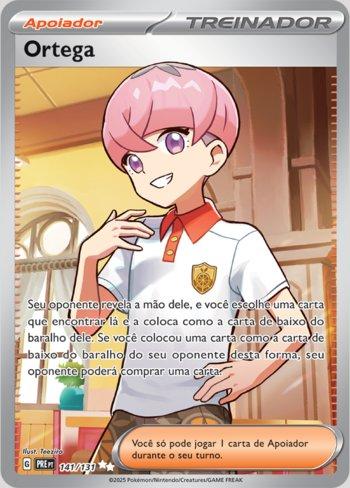 Apoiador
TREINADOR
Ortega
Seu oponente revela a mão dele, e você escolhe uma carta
que encontrar lá e a coloca como a carta de baixo do
baralho dele. Se você colocou uma carta como a carta de
baixo do baralho do seu oponente desta forma, seu
oponente poderá comprar uma carta.
Ilust. Teeziro
G PRE PT 141/131
Você só pode jogar 1 carta de Apoiador
durante o seu turno.
©2025 Pokémon/Nintendo/Creatures/GAME FREAK